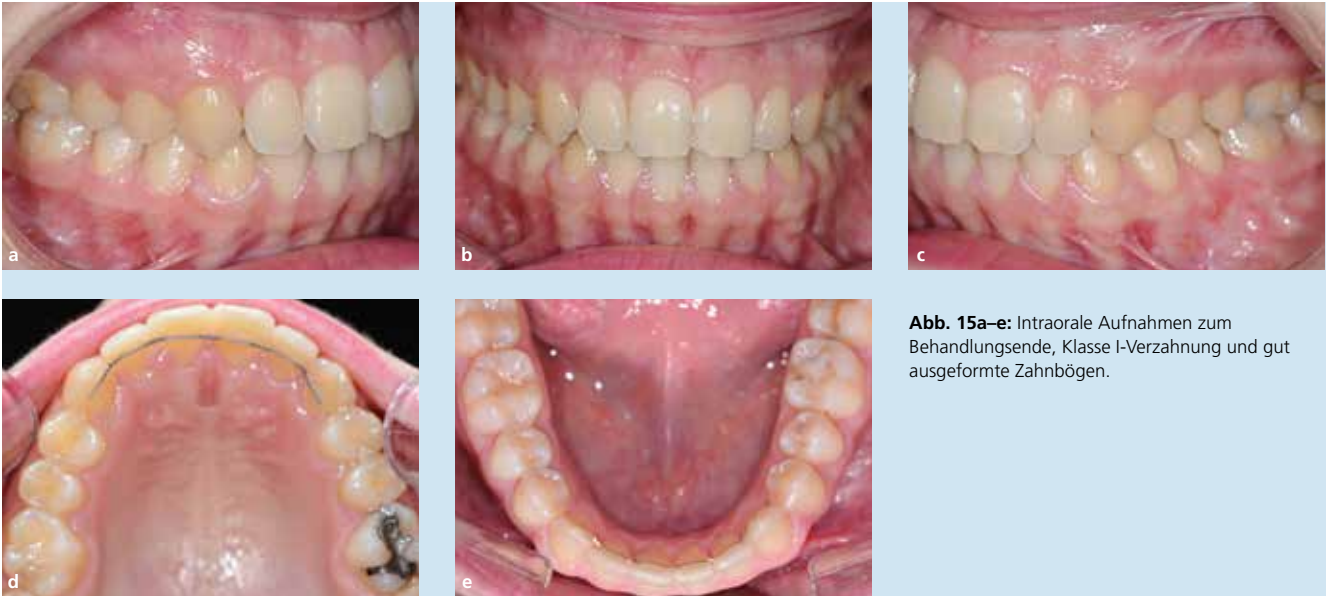 a
b
c
Abb. 15a–e: Intraorale Aufnahmen zum
Behandlungsende, Klasse I-Verzahnung und gut
ausgeformte Zahnbögen.
d
e